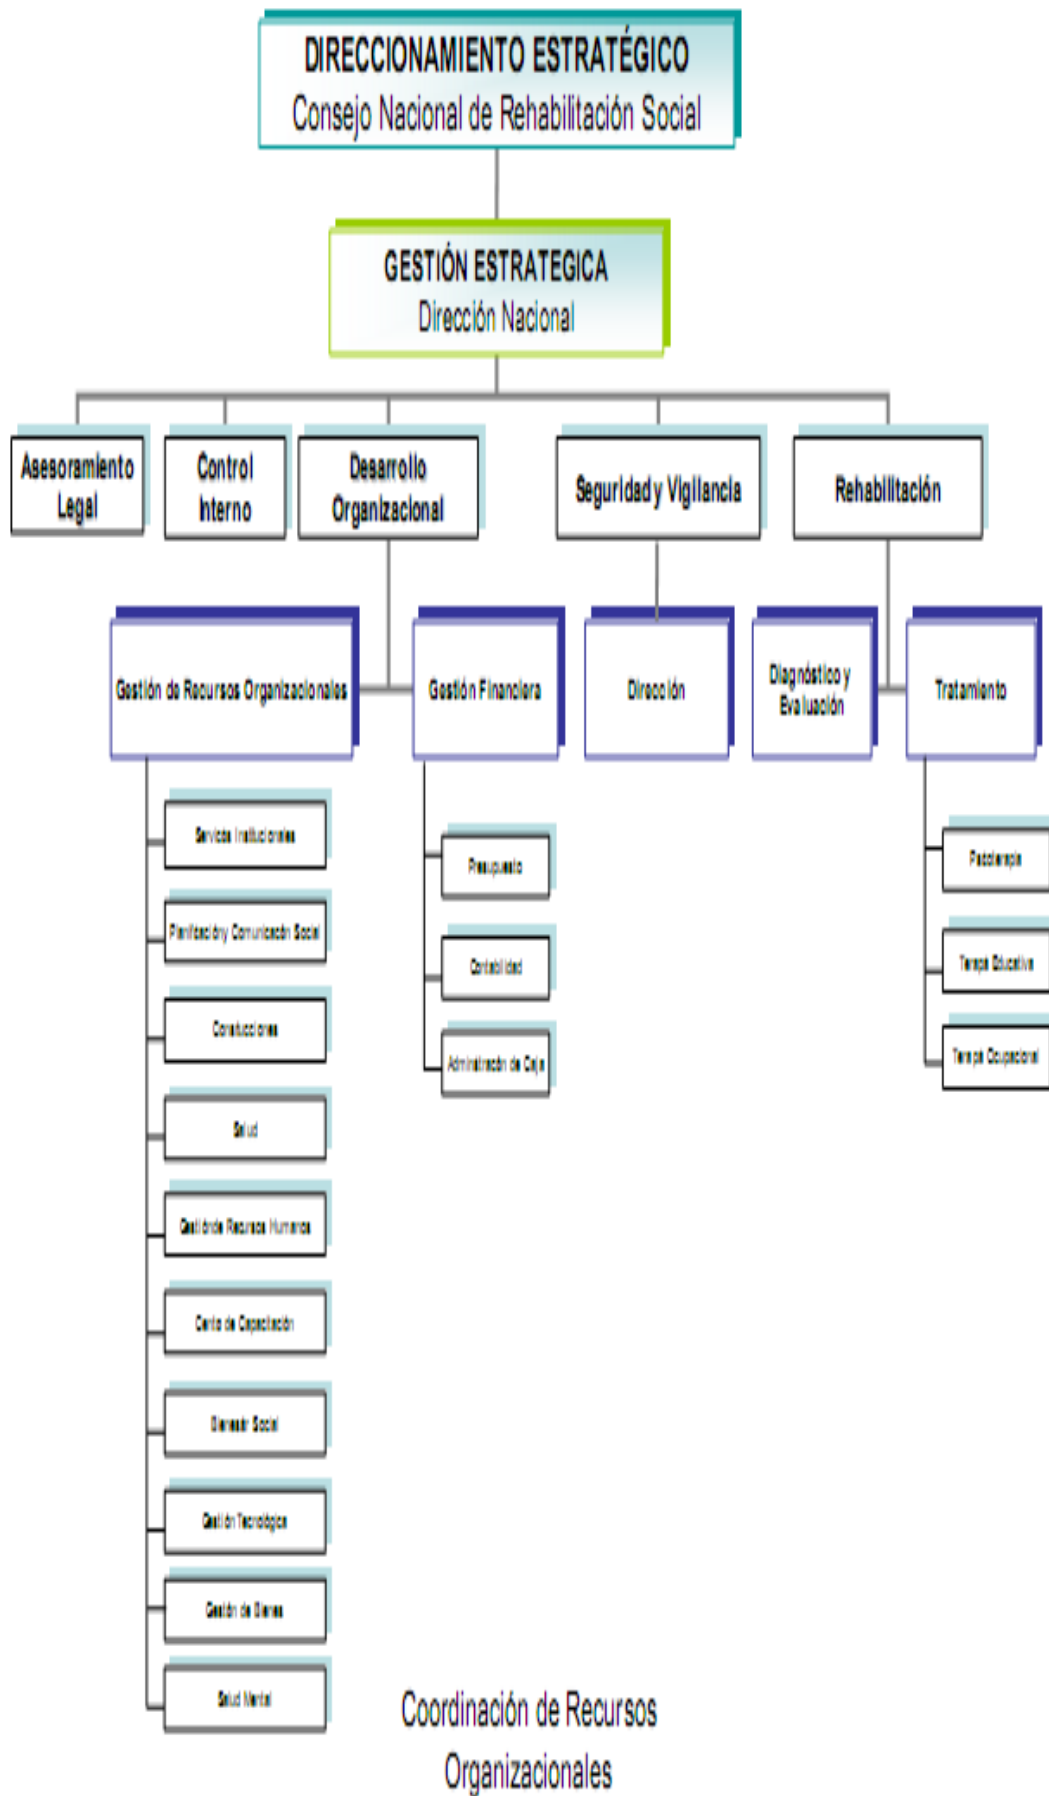 DIRECCIONAMIENTO ESTRATÉGICO
Consejo Nacional de Rehabilitación Social
GESTIÓN ESTRATEGICA
Dirección Nacional
Asesoramiento
Legal
Control
Interno
Desarrollo
Organizacional
Seguridad y Vigilancia
Rehabilitación
Gestión de Recursos Organizacionales
Gestión Financiera
Dirección
Diagnóstico y
Evaluación
Tratamiento
Servicios Institucionales
Planificación y Comunicación Social
Construcciones
Salud
Gestión de Recursos Humanos
Centro de Capacitación
Bienestar Social
Gestión Tecnológica
Gestión de Bienes
Salud Mental
Presupuesto
Contabilidad
Administración de Caja
Psicoterapia
Terapia Educativa
Terapia Ocupacional
Coordinación de Recursos
Organizacionales